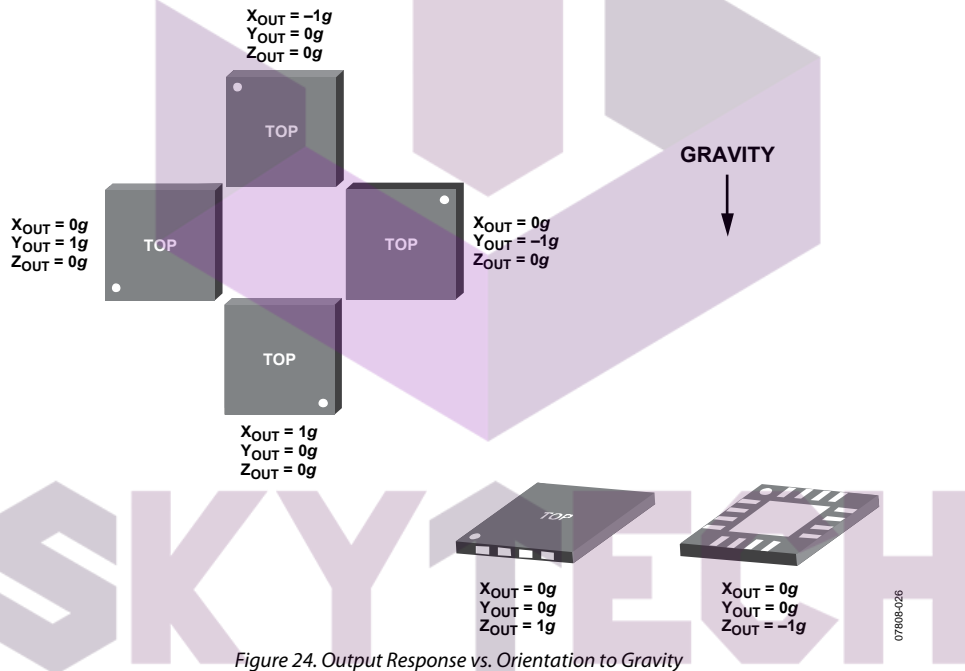 XOUT = –1g
YOUT = 0g
ZOUT = 0g
TOP
GRAVITY
XOUT = 0g
YOUT = 1g
ZOUT = 0g
TOP
TOP
XOUT = 0g
YOUT = –1g
ZOUT = 0g
TOP
XOUT = 1g
YOUT = 0g
ZOUT = 0g
SKYTECH
TOP
XOUT = 0g
YOUT = 0g
ZOUT = 1g
XOUT = 0g
YOUT = 0g
ZOUT = –1g
07808-026
Figure 24. Output Response vs. Orientation to Gravity